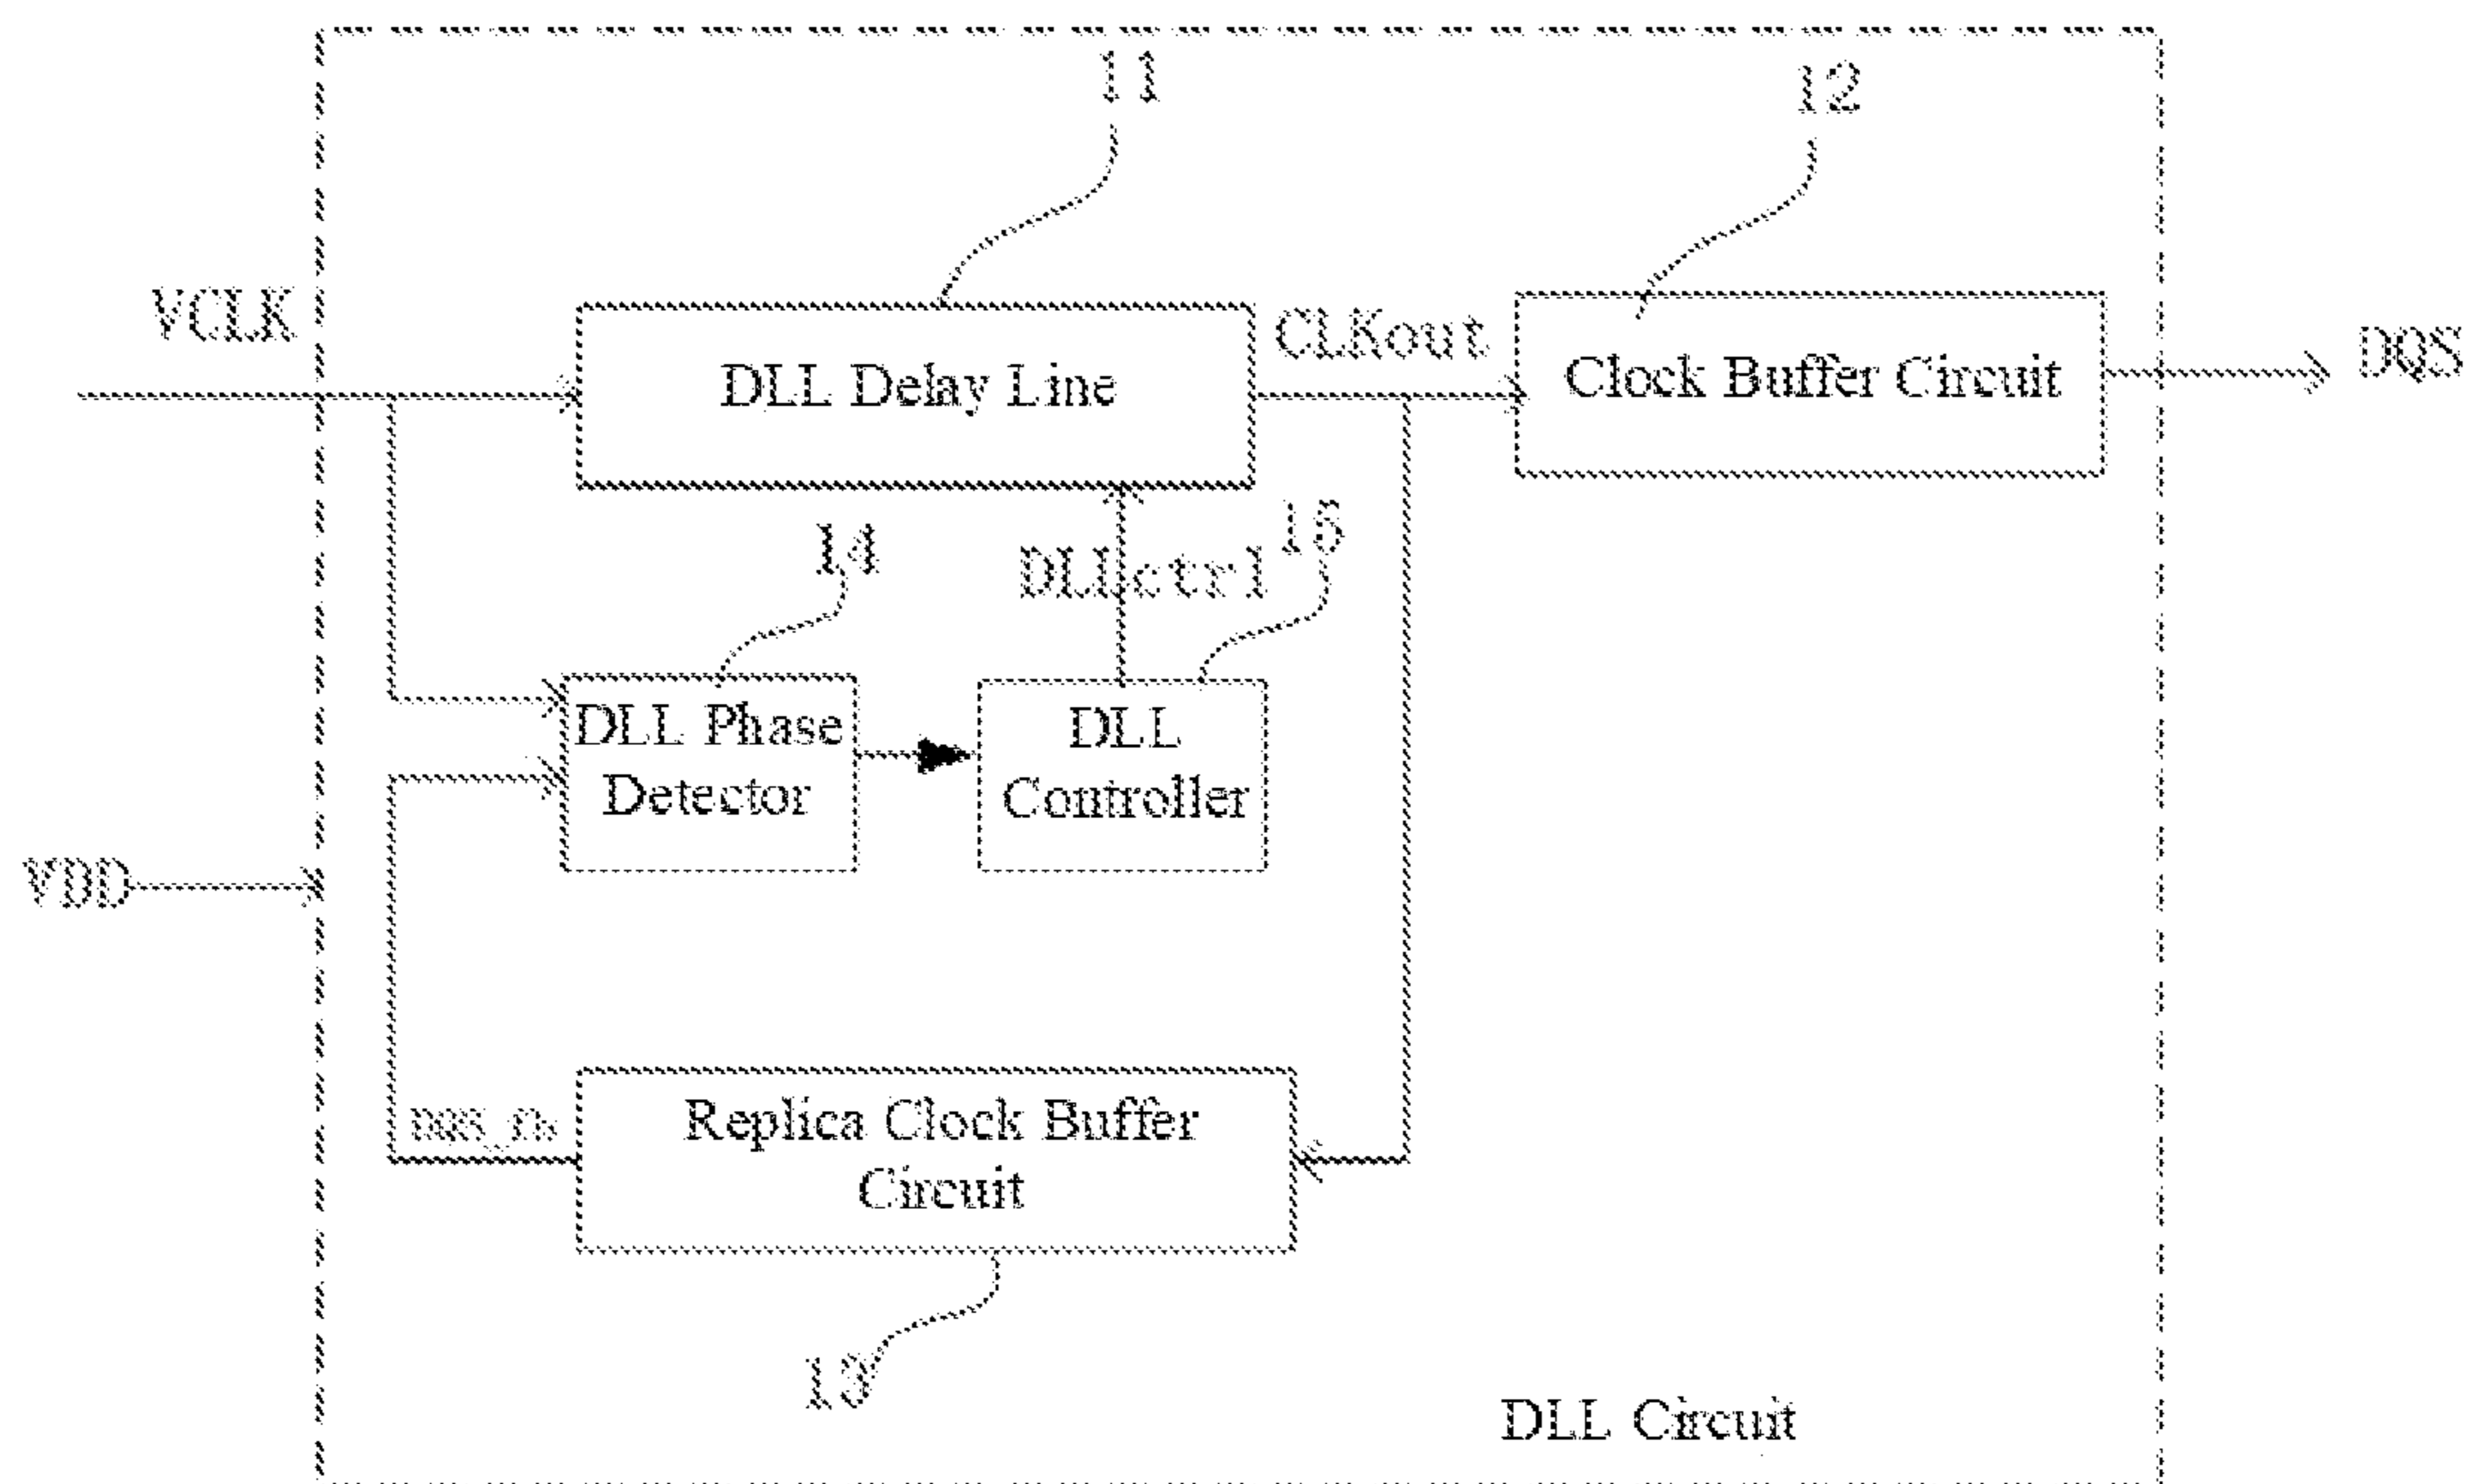 11
12
VCLK
DLL Delay Line
CLKout
Clock Buffer Circuit
DQS
14
DLLctrl
15
DLL Phase
Detector
DLL
Controller
VDD
DQS_fb
Replica Clock Buffer
Circuit
13
DLL Circuit